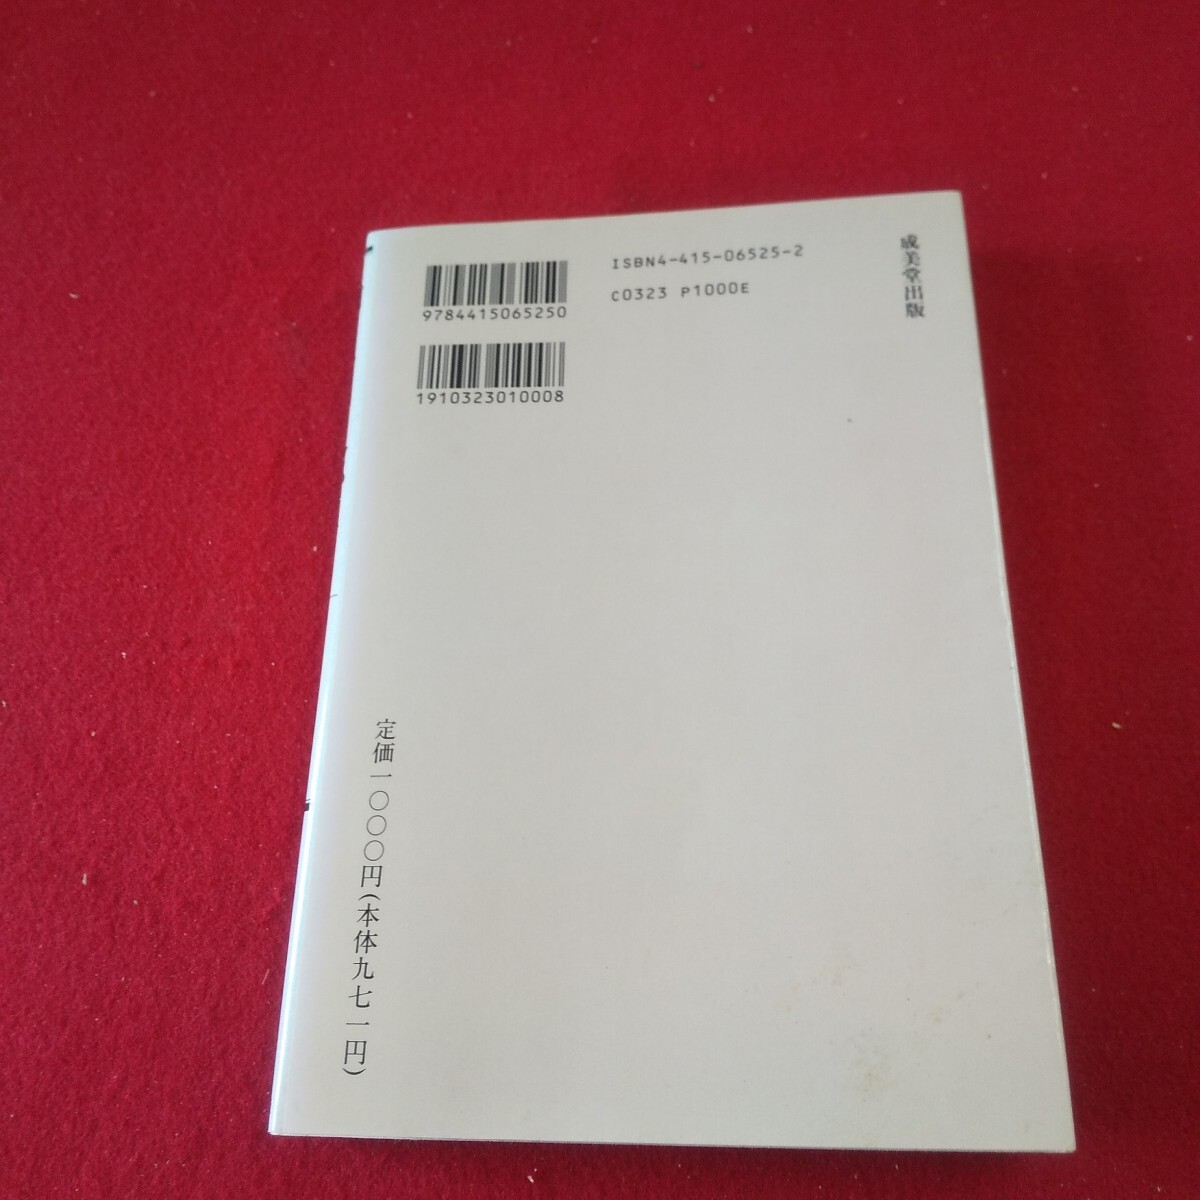 ISBN4-415-06525-2
C0323 P1000E
成美堂出版
9784415065250
1910323010008
定価一〇〇〇円(本体九七一円)